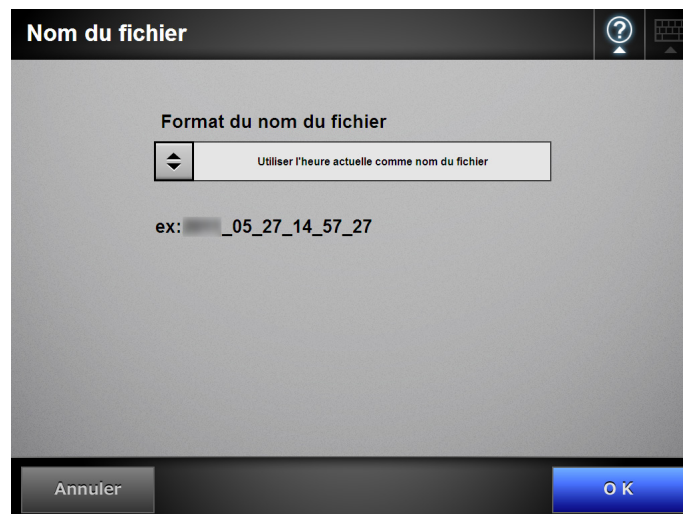 Nom du fichier
Format du nom du fichier
Utiliser l'heure actuelle comme nom du fichier
ex: _05_27_14_57_27
Annuler
OK